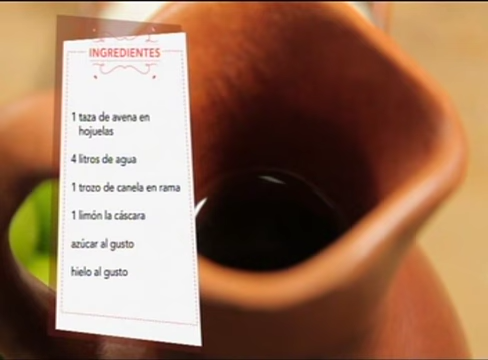 INGREDIENTES
1 taza de avena en
hojuelas
4 litros de agua
1 trozo de canela en rama
1 limón la cáscara
azúcar al gusto
hielo al gusto